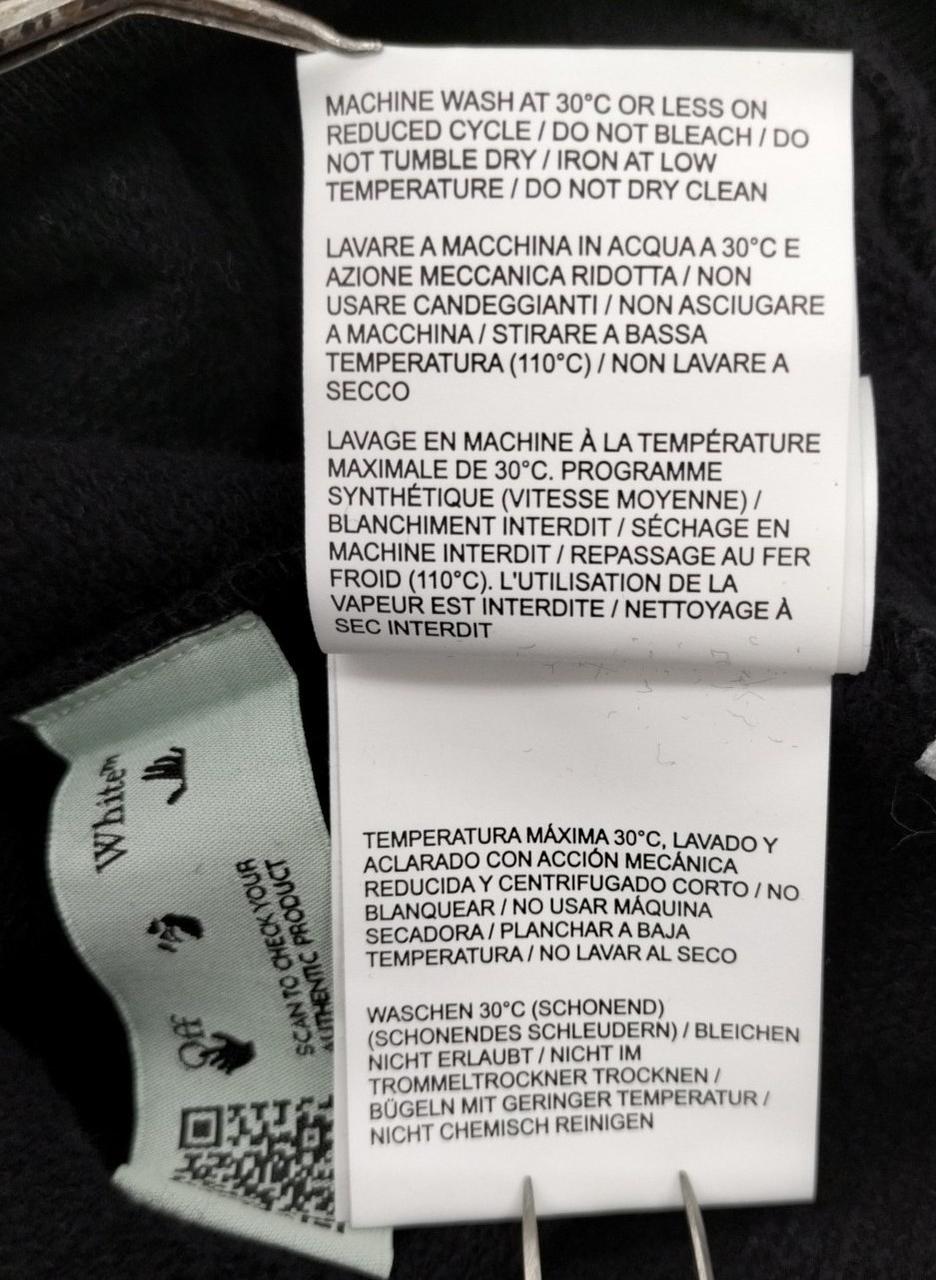 MACHINE WASH AT 30°C OR LESS ON
REDUCED CYCLE / DO NOT BLEACH / DO
NOT TUMBLE DRY / IRON AT LOW
TEMPERATURE / DO NOT DRY CLEAN
LAVARE A MACCHINA IN ACQUA A 30°C E
AZIONE MECCANICA RIDOTTA / NON
USARE CANDEGGIANTI / NON ASCIUGARE
A MACCHINA / STIRARE A BASSA
TEMPERATURA (110°C) / NON LAVARE A
SECCO
LAVAGE EN MACHINE À LA TEMPÉRATURE
MAXIMALE DE 30°C. PROGRAMME
SYNTHÉTIQUE (VITESSE MOYENNE) /
BLANCHIMENT INTERDIT / SÉCHAGE EN
MACHINE INTERDIT / REPASSAGE AU FER
FROID (110°C). L'UTILISATION DE LA
VAPEUR EST INTERDITE / NETTOYAGE À
SEC INTERDIT
TEMPERATURA MÁXIMA 30°C, LAVADO Y
ACLARADO CON ACCIÓN MECÁNICA
REDUCIDA Y CENTRIFUGADO CORTO / NO
BLANQUEAR / NO USAR MÁQUINA
SECADORA / PLANCHAR A BAJA
TEMPERATURA / NO LAVAR AL SECO
WASCHEN 30°C (SCHONEND)
(SCHONENDES SCHLEUDERN) / BLEICHEN
NICHT ERLAUBT / NICHT IM
TROMMELTROCKNER TROCKNEN /
BÜGELN MIT GERINGER TEMPERATUR /
NICHT CHEMISCH REINIGEN
Off White™
SCAN TO CHECK YOUR
AUTHENTIC PRODUCT